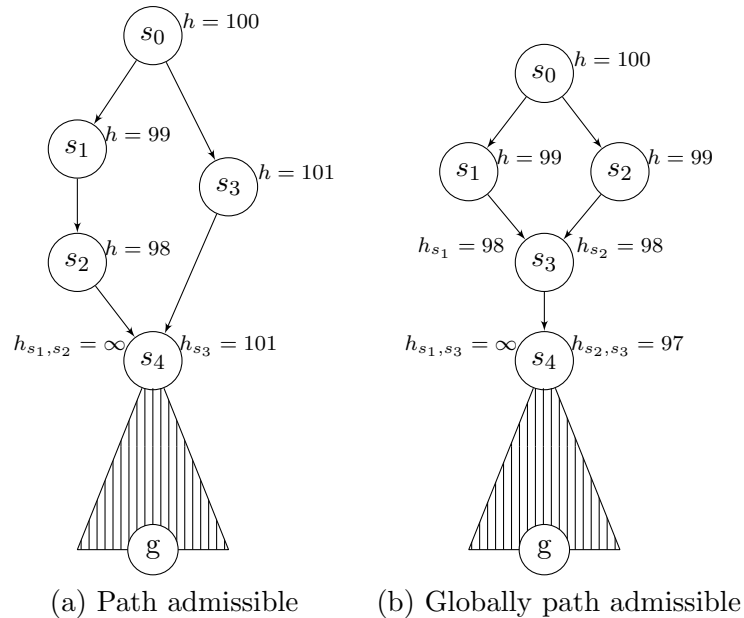 s₀ h = 100
s₁ h = 99
s₃ h = 101
s₂ h = 98
hₛ₁,ₛ₂ = ∞ s₄ hₛ₃ = 101
g
(a) Path admissible
s₀ h = 100
s₁ h = 99 s₂ h = 99
hₛ₁ = 98 s₃ hₛ₂ = 98
hₛ₁,ₛ₃ = ∞ s₄ hₛ₂,ₛ₃ = 97
g
(b) Globally path admissible